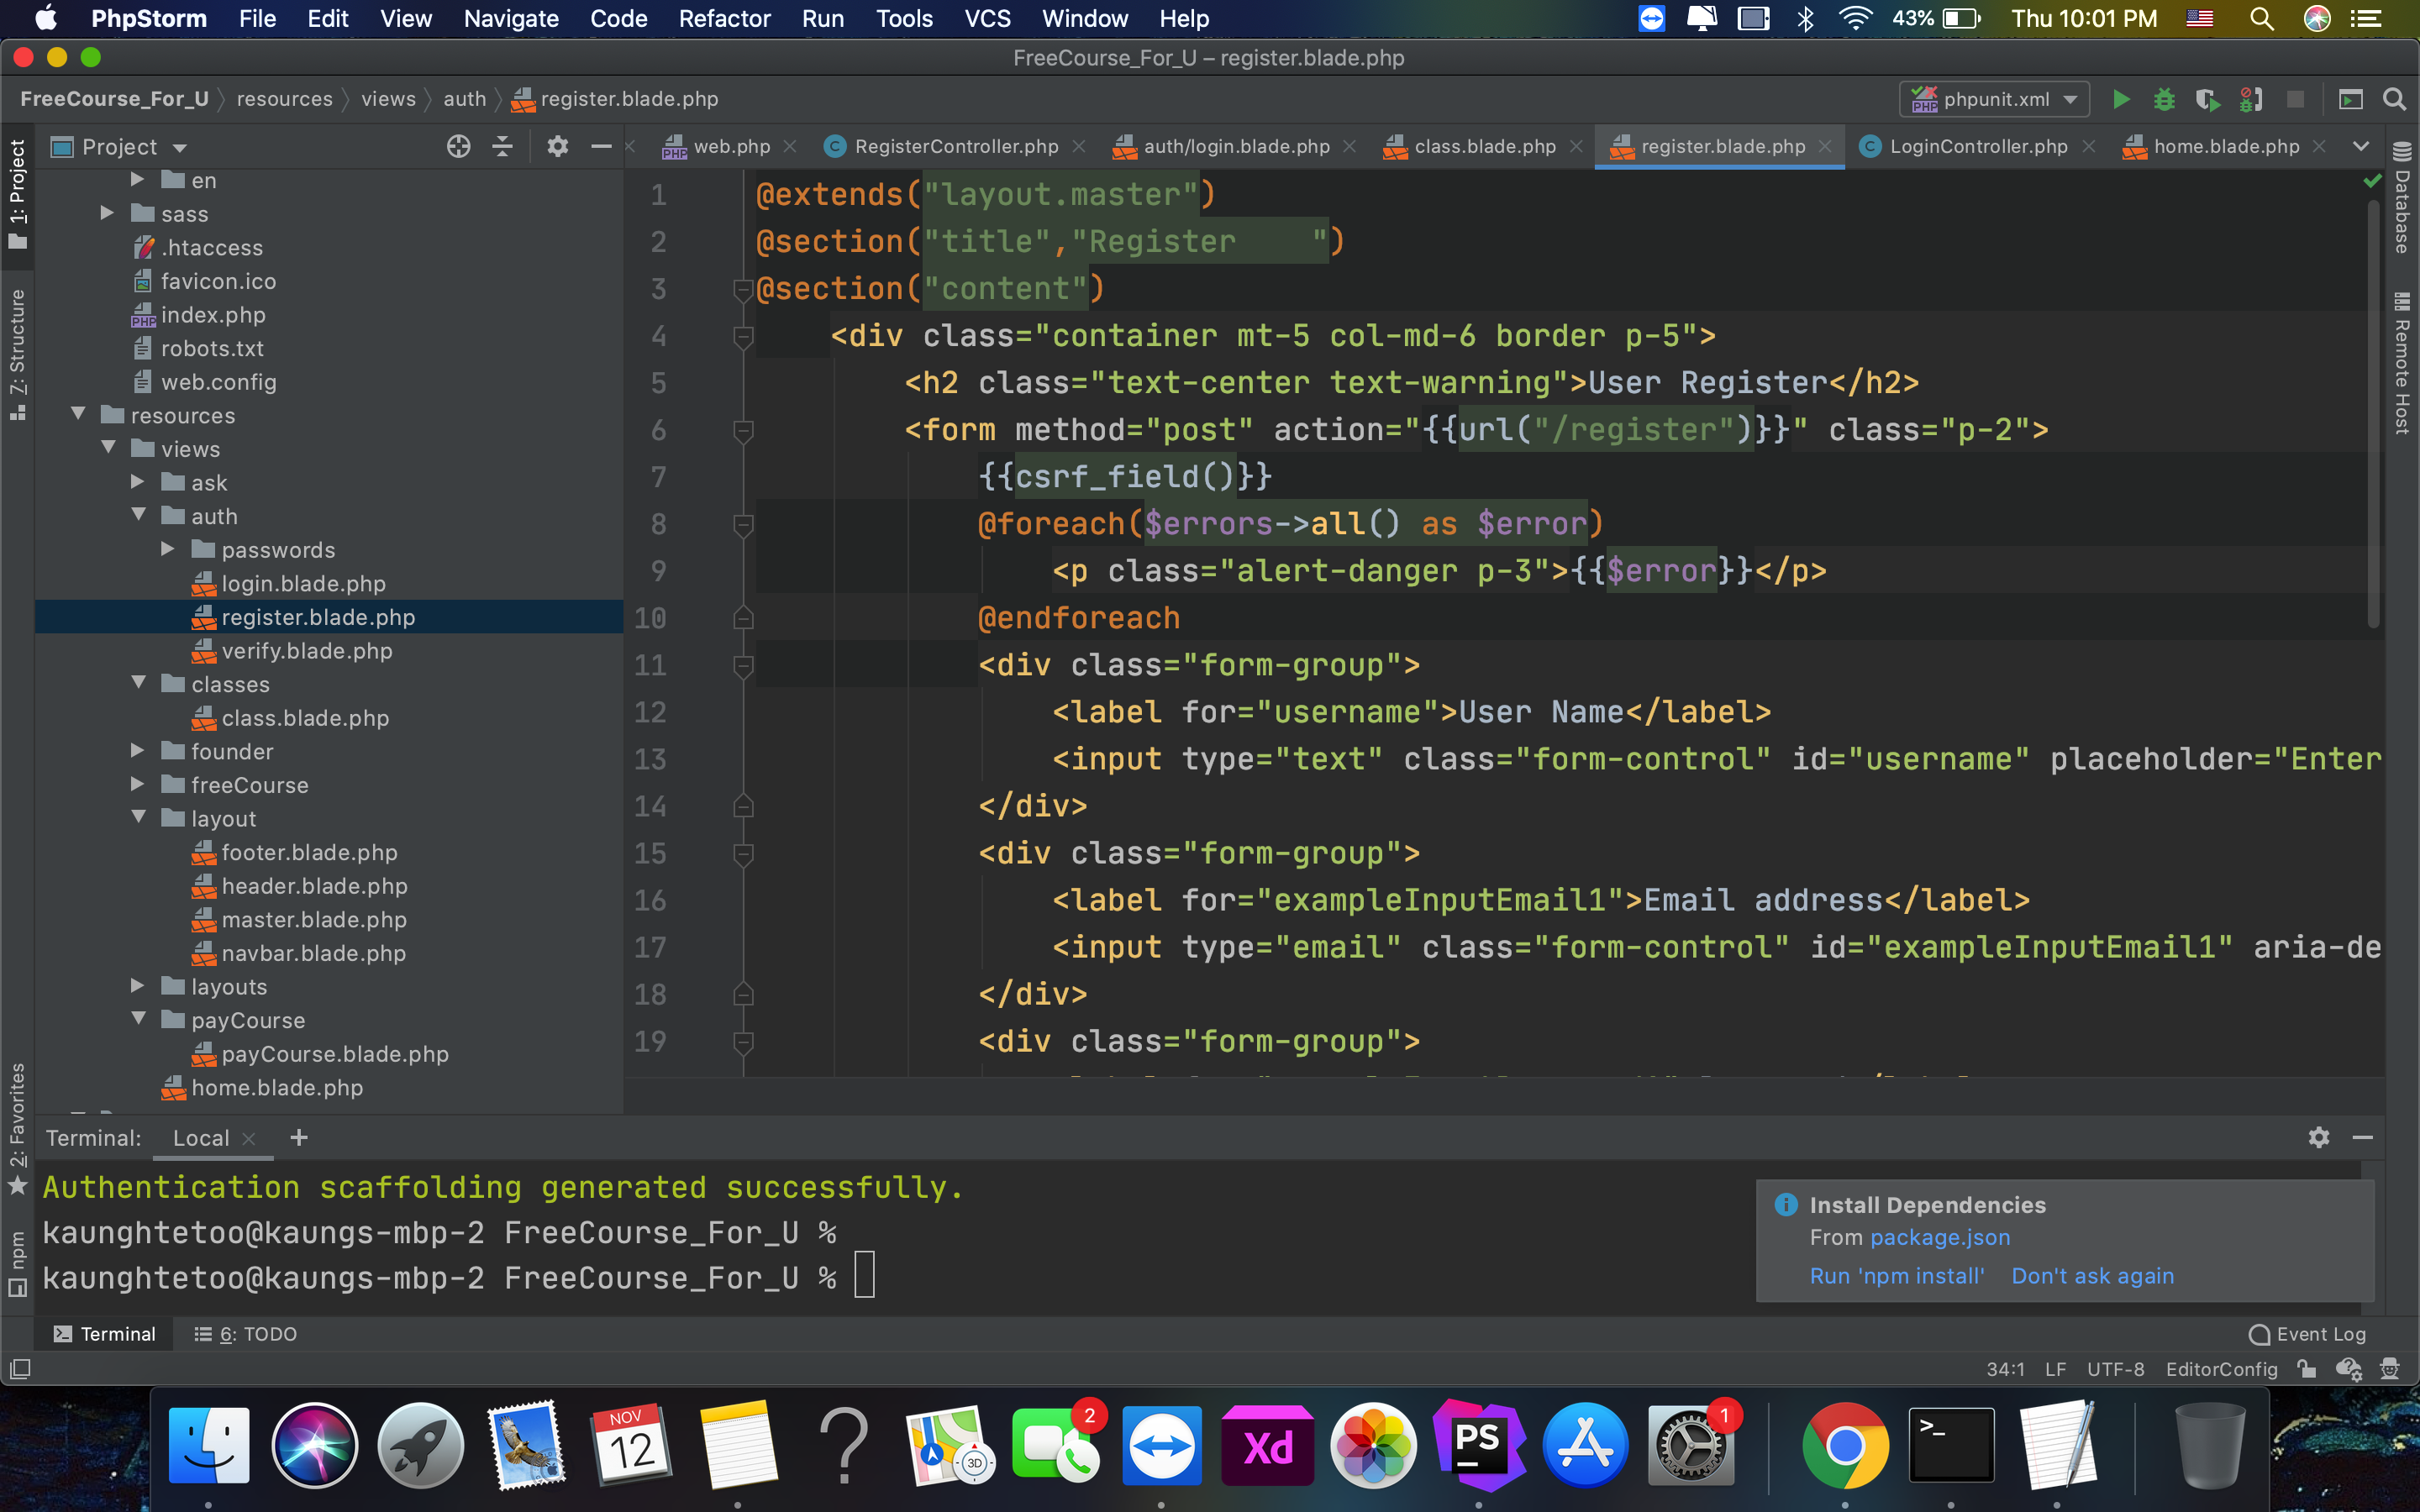 PhpStorm File Edit View Navigate Code Refactor Run Tools VCS Window Help 43% Thu 10:01 PM
FreeCourse_For_U – register.blade.php
FreeCourse_For_U resources views auth register.blade.php phpunit.xml
Project
web.php RegisterController.php auth/login.blade.php class.blade.php register.blade.php LoginController.php home.blade.php
1: Project
Z: Structure
2: Favorites
npm
Database
Remote Host
en
sass
.htaccess
favicon.ico
index.php
robots.txt
web.config
resources
views
ask
auth
passwords
login.blade.php
register.blade.php
verify.blade.php
classes
class.blade.php
founder
freeCourse
layout
footer.blade.php
header.blade.php
master.blade.php
navbar.blade.php
layouts
payCourse
payCourse.blade.php
home.blade.php
1 @extends("layout.master")
2 @section("title","Register    ")
3 @section("content")
4 <div class="container mt-5 col-md-6 border p-5">
5 <h2 class="text-center text-warning">User Register</h2>
6 <form method="post" action="{{url("/register")}}" class="p-2">
7 {{csrf_field()}}
8 @foreach($errors->all() as $error)
9 <p class="alert-danger p-3">{{$error}}</p>
10 @endforeach
11 <div class="form-group">
12 <label for="username">User Name</label>
13 <input type="text" class="form-control" id="username" placeholder="Enter
14 </div>
15 <div class="form-group">
16 <label for="exampleInputEmail1">Email address</label>
17 <input type="email" class="form-control" id="exampleInputEmail1" aria-de
18 </div>
19 <div class="form-group">
Terminal: Local
Authentication scaffolding generated successfully.
kaunghtetoo@kaungs-mbp-2 FreeCourse_For_U %
kaunghtetoo@kaungs-mbp-2 FreeCourse_For_U %
Install Dependencies
From package.json
Run 'npm install' Don't ask again
Terminal 6: TODO Event Log
34:1 LF UTF-8 EditorConfig
NOV
12
3D
2
Xd
PS
1
>_